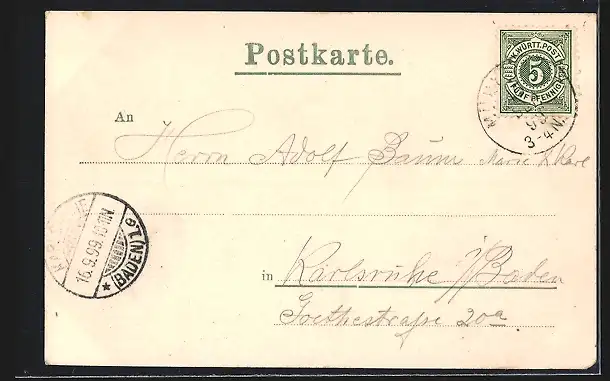 Postkarte.
K. WÜRTT. POST
5
FÜNF PFENNIG
3-4 N.
An
Herrn Adolf Baum
16.9.99.
(BADEN)
in Karlsruhe i/Baden
Goethestraße 20a